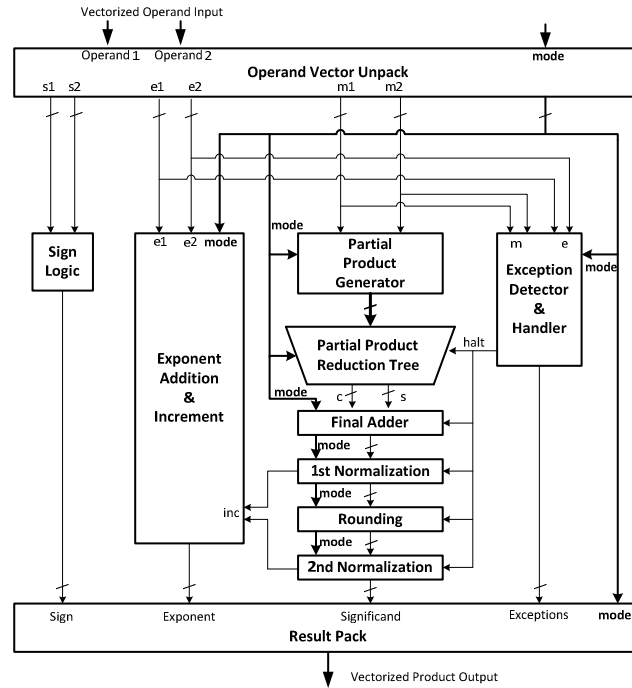 Vectorized Operand Input
Operand 1 Operand 2 mode
Operand Vector Unpack
s1 s2 e1 e2 m1 m2
e1 e2 mode
mode
m e
mode
Sign
Logic
Partial
Product
Generator
Exception
Detector
&
Handler
Exponent
Addition
&
Increment
Partial Product
Reduction Tree
halt
mode
c s
Final Adder
mode
1st Normalization
mode
inc
Rounding
mode
2nd Normalization
Sign Exponent Significand Exceptions mode
Result Pack
Vectorized Product Output